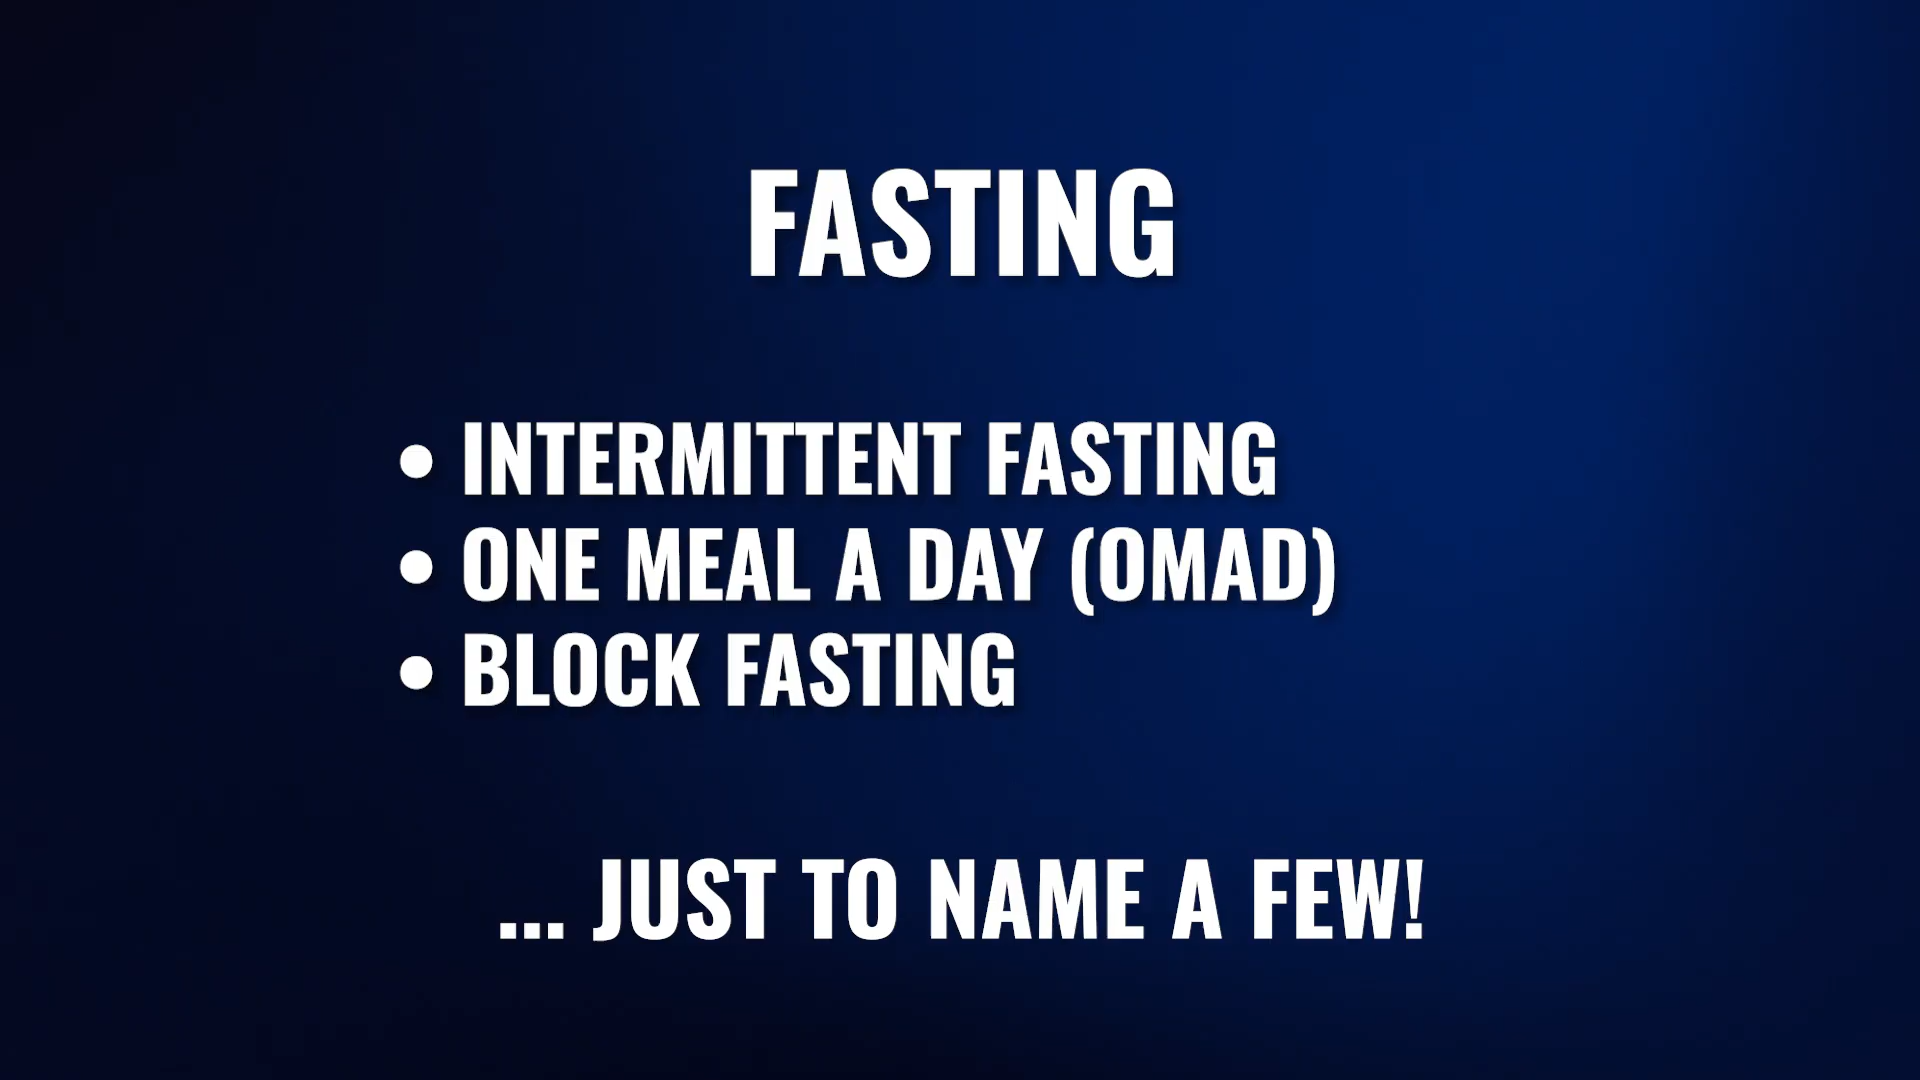 FASTING
• INTERMITTENT FASTING
• ONE MEAL A DAY (OMAD)
• BLOCK FASTING
... JUST TO NAME A FEW!